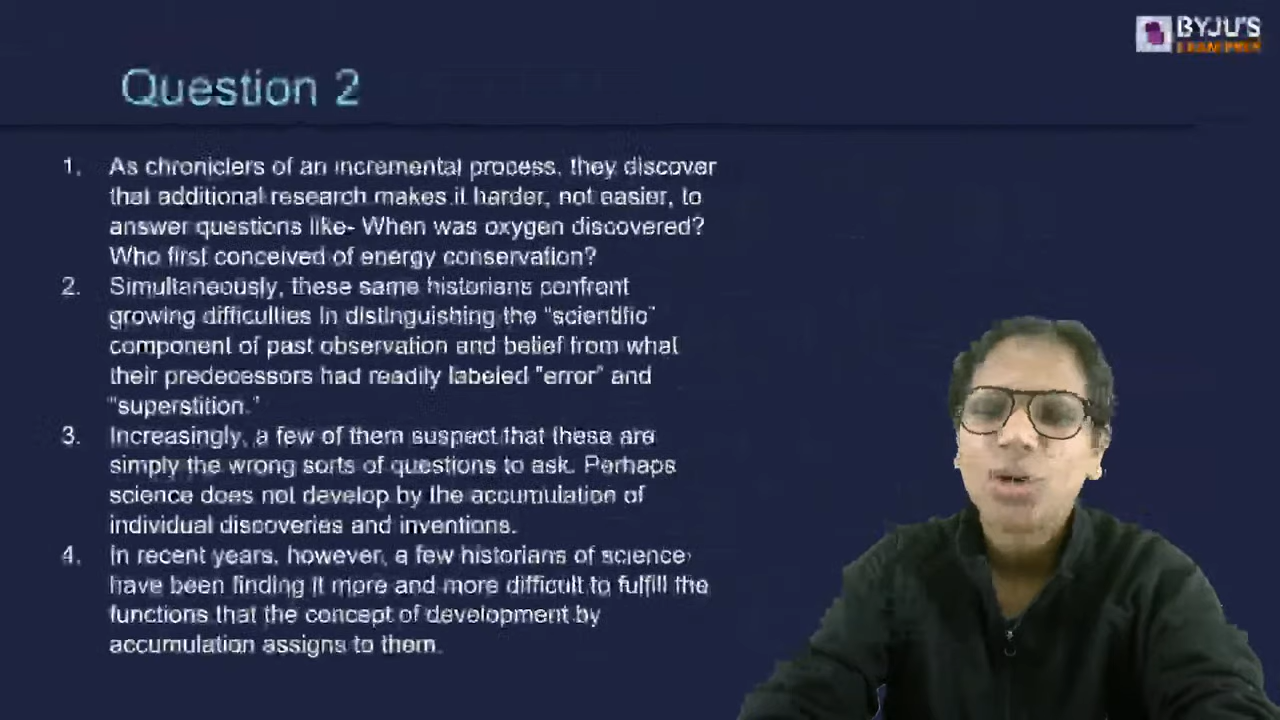 BYJU'S
EXAM PREP
Question 2
1. As chroniclers of an incremental process, they discover
that additional research makes it harder, not easier, to
answer questions like- When was oxygen discovered?
Who first conceived of energy conservation?
2. Simultaneously, these same historians confront
growing difficulties in distinguishing the "scientific"
component of past observation and belief from what
their predecessors had readily labeled "error" and
"superstition."
3. Increasingly, a few of them suspect that these are
simply the wrong sorts of questions to ask. Perhaps
science does not develop by the accumulation of
individual discoveries and inventions.
4. In recent years, however, a few historians of science
have been finding it more and more difficult to fulfill the
functions that the concept of development by
accumulation assigns to them.